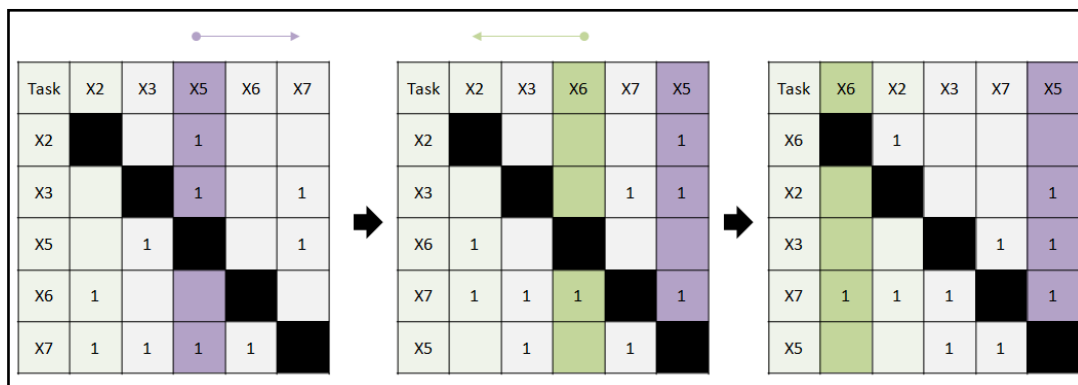 Task X2 X3 X5 X6 X7
X2 1
X3 1 1
X5 1 1
X6 1
X7 1 1 1 1
Task X2 X3 X6 X7 X5
X2 1
X3 1 1
X6 1
X7 1 1 1 1
X5 1 1
Task X6 X2 X3 X7 X5
X6 1
X2 1
X3 1 1
X7 1 1 1 1
X5 1 1